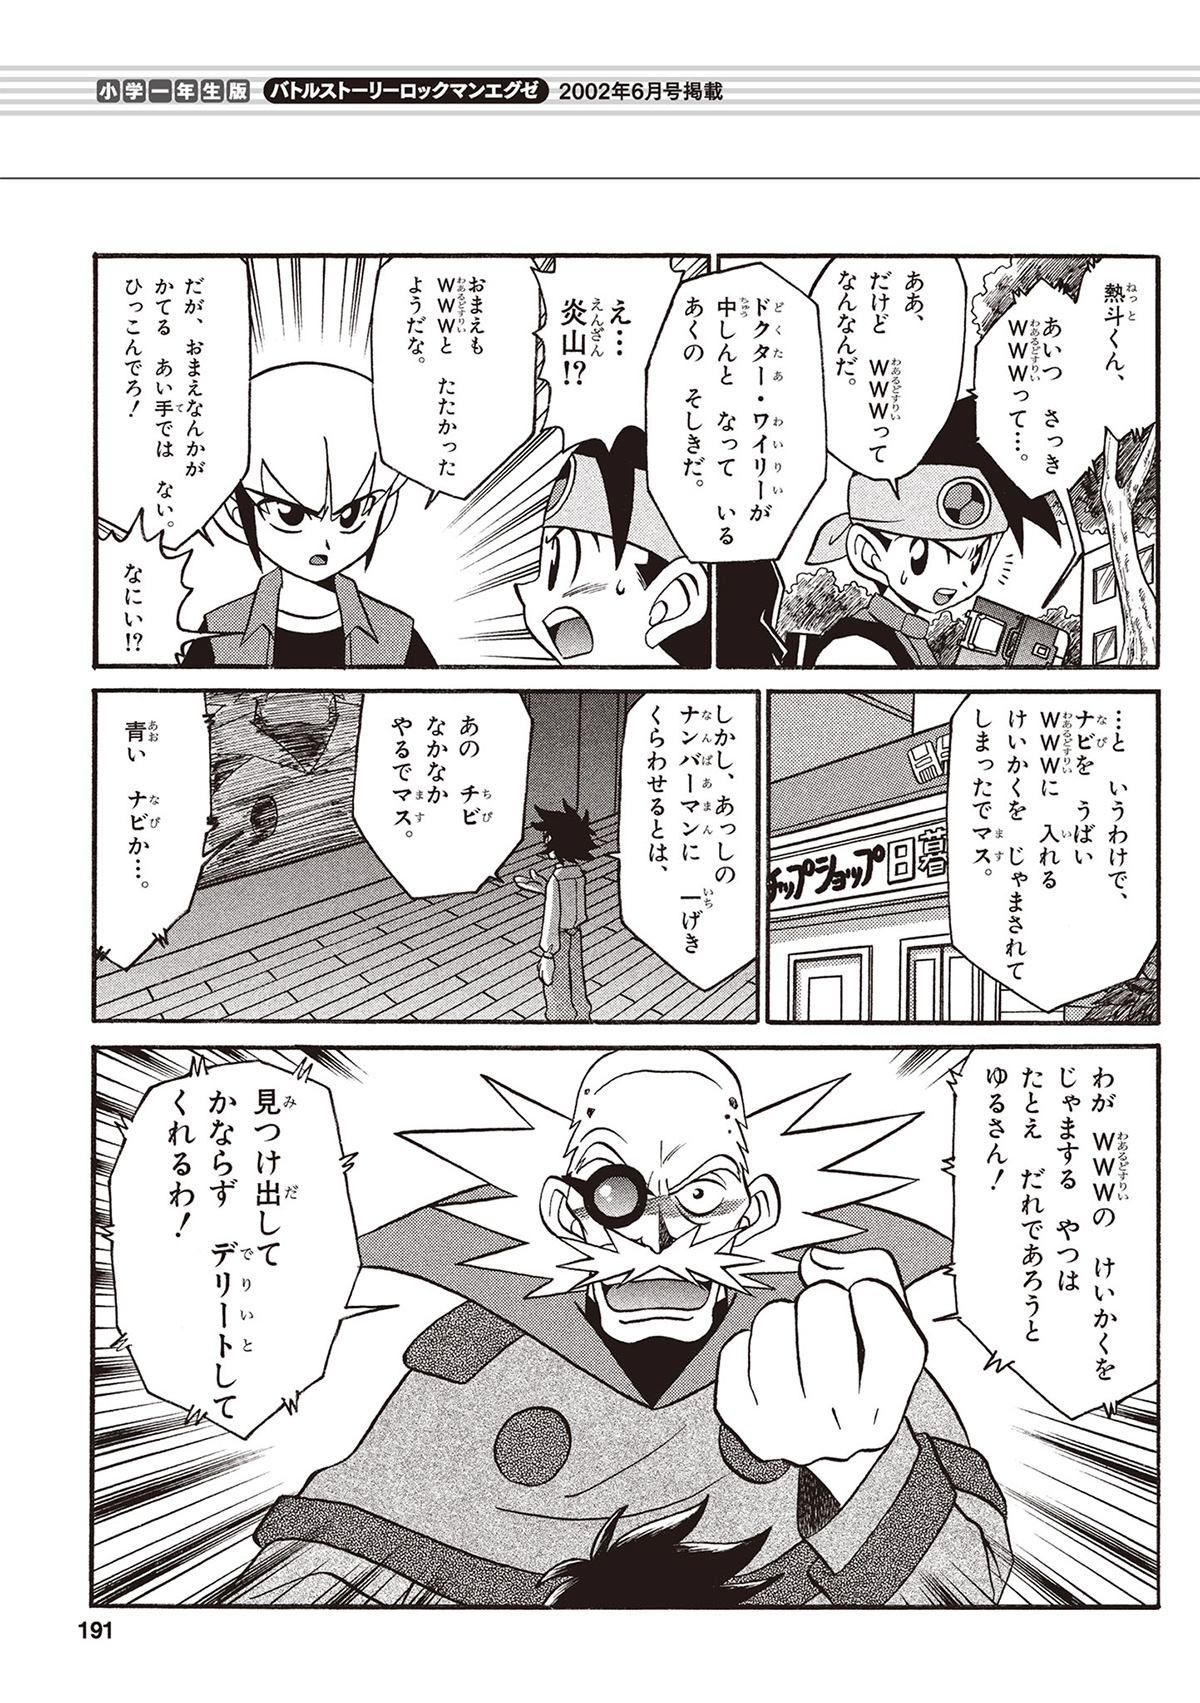 小学一年生版 バトルストーリーロックマンエグゼ 2002年6月号掲載
熱斗くん、
あいつ さっき
WWWって…。
ああ、
だけど WWWって
なんなんだ。
ドクター・ワイリーが
中しんと なって いる
あくの そしきだ。
え…
炎山!?
おまえも
WWWと たたかった
ようだな。
だが、おまえなんかが
かてる あい手では ない。
ひっこんでろ!
なにい!?
…と いうわけで、
ナビを うばい
WWWに 入れる
けいかくを じゃまされて
しまったでマス。
チップショップ日暮
しかし、あっしの
ナンバーマンに 一げき
くらわせるとは、
あの チビ
なかなか
やるでマス。
青い ナビか…。
わが WWWの けいかくを
じゃまする やつは
たとえ だれであろうと
ゆるさん!
見つけ出して
かならず デリートして
くれるわ!
191